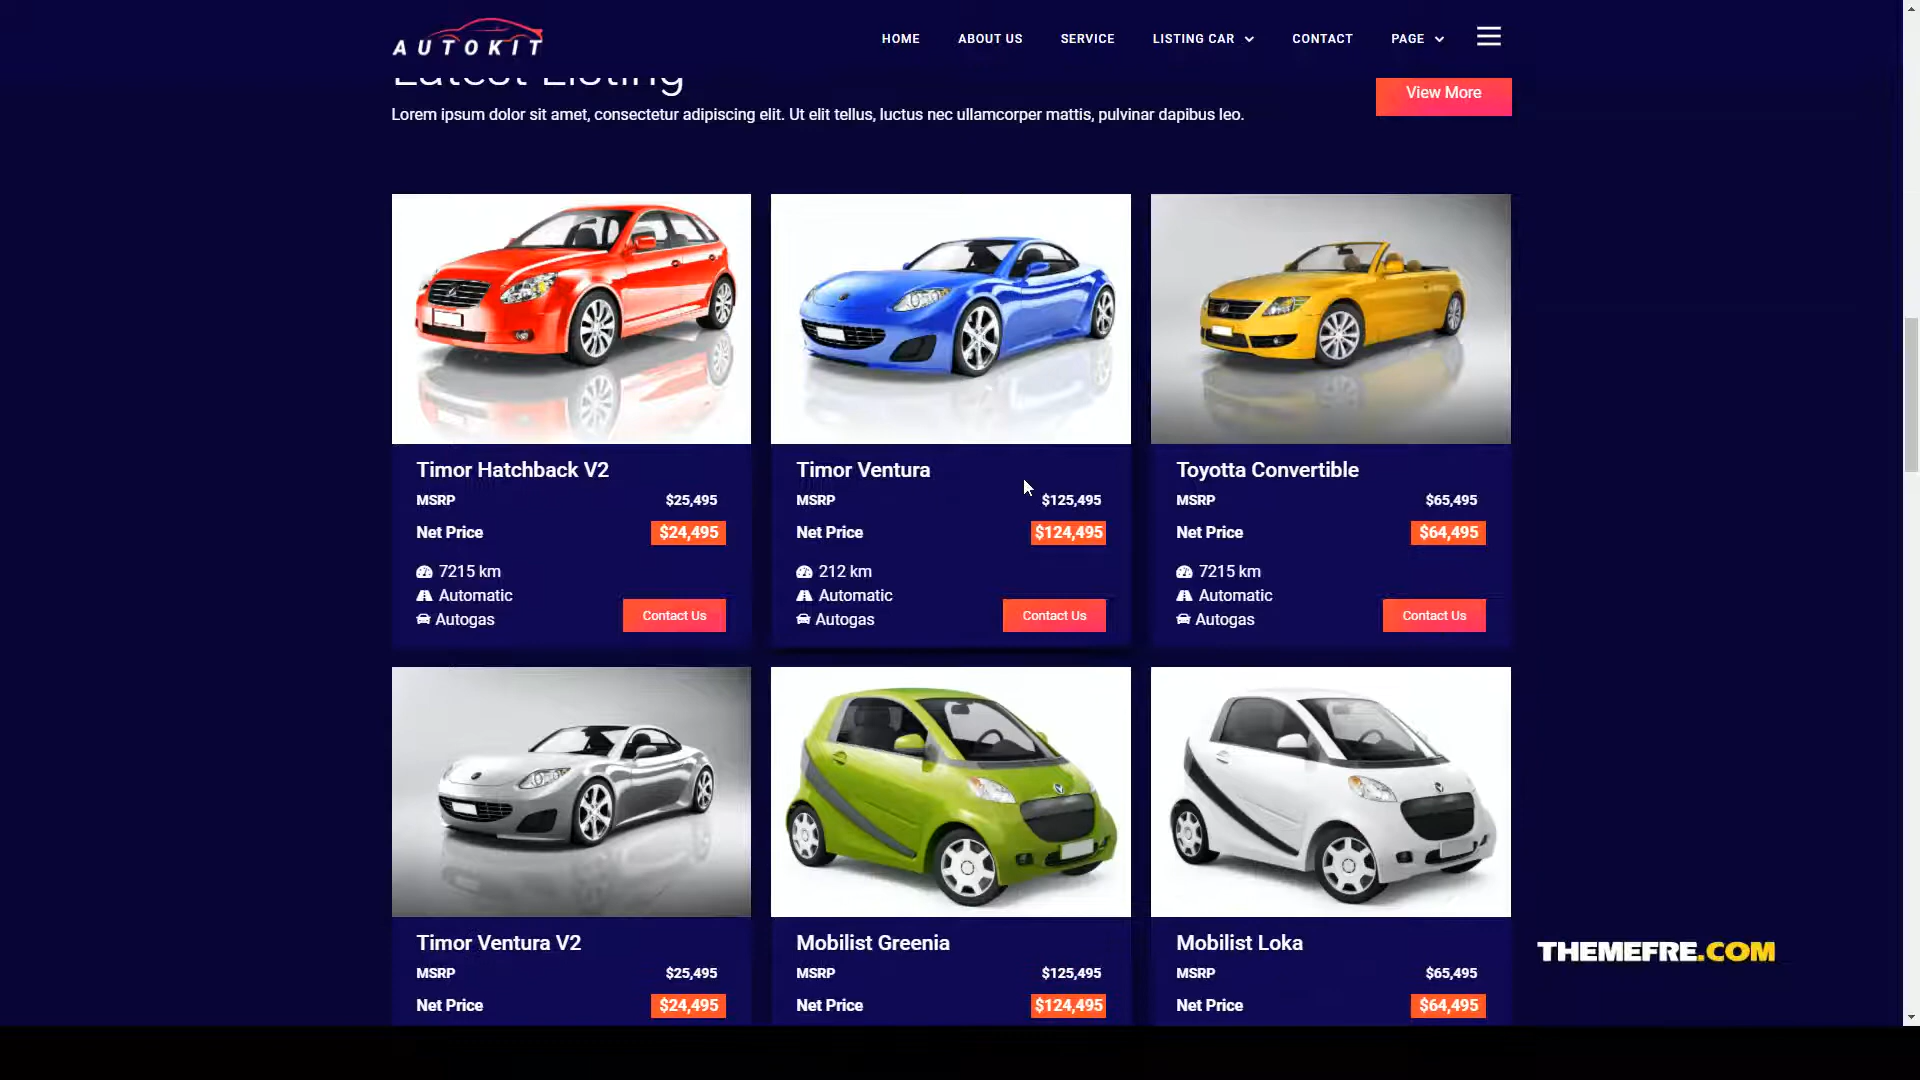 AUTOKIT
HOME ABOUT US SERVICE LISTING CAR CONTACT PAGE
Latest Listing
View More
Lorem ipsum dolor sit amet, consectetur adipiscing elit. Ut elit tellus, luctus nec ullamcorper mattis, pulvinar dapibus leo.
Timor Hatchback V2
MSRP $25,495
Net Price $24,495
7215 km
Automatic
Autogas
Contact Us
Timor Ventura
MSRP $125,495
Net Price $124,495
212 km
Automatic
Autogas
Contact Us
Toyotta Convertible
MSRP $65,495
Net Price $64,495
7215 km
Automatic
Autogas
Contact Us
Timor Ventura V2
MSRP $25,495
Net Price $24,495
Mobilist Greenia
MSRP $125,495
Net Price $124,495
Mobilist Loka
MSRP $65,495
Net Price $64,495
THEMEFRE.COM